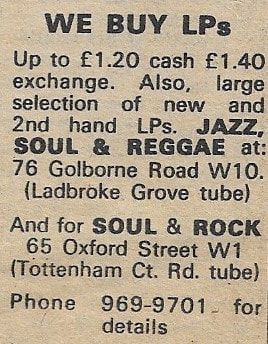 WE BUY LPs
Up to £1.20 cash £1.40
exchange. Also, large
selection of new and
2nd hand LPs. JAZZ,
SOUL & REGGAE at:
76 Golborne Road W10.
(Ladbroke Grove tube)
And for SOUL & ROCK
65 Oxford Street W1
(Tottenham Ct. Rd. tube)
Phone 969-9701 for
details